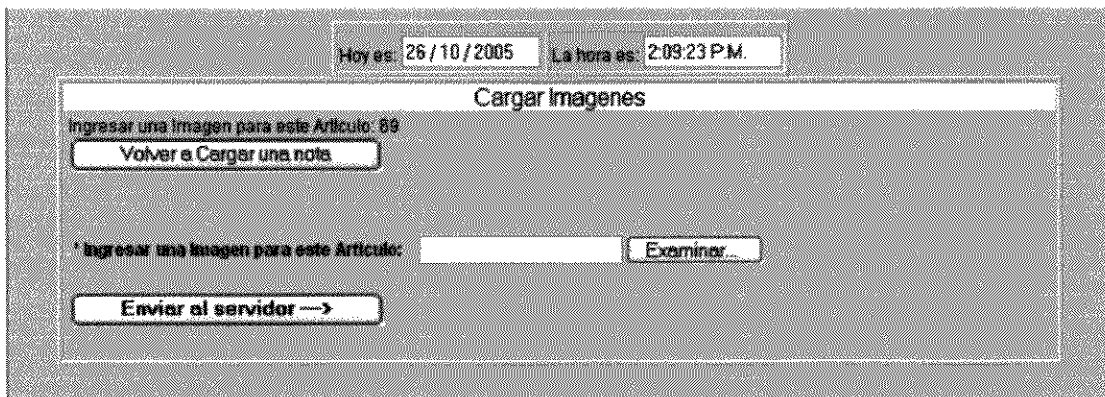 Hoy es: 26 / 10 / 2005 La hora es: 2:09:23 P.M.
Cargar Imagenes
Ingresar una Imagen para este Articulo: 89
Volver a Cargar una nota
* Ingresar una Imagen para este Articulo: Examinar...
Enviar al servidor --->